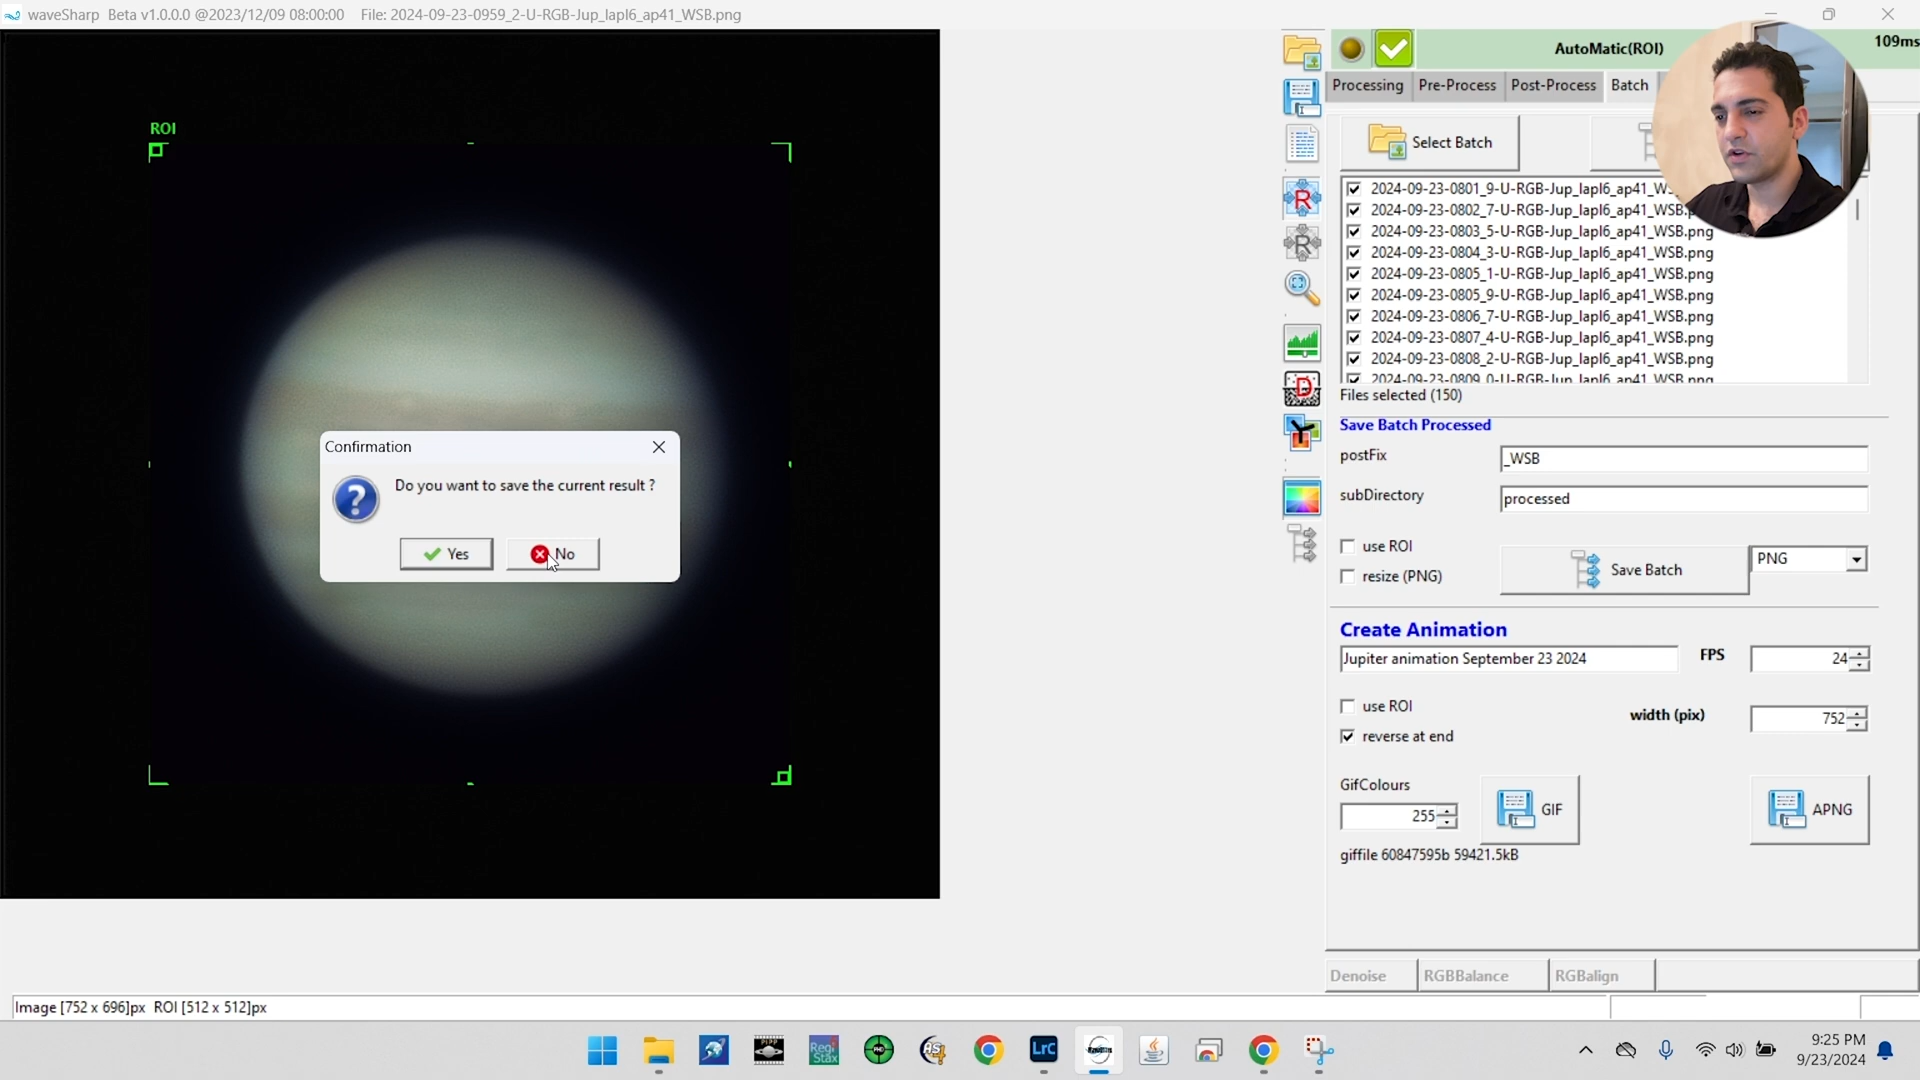 waveSharp Beta v1.0.0.0 @2023/12/09 08:00:00 File: 2024-09-23-0959_2-U-RGB-Jup_lapl6_ap41_WSB.png
AutoMatic(ROI)
109ms
Processing
Pre-Process
Post-Process
Batch
Select Batch
2024-09-23-0801_9-U-RGB-Jup_lapl6_ap41_WS
2024-09-23-0802_7-U-RGB-Jup_lapl6_ap41_WSB.
2024-09-23-0803_5-U-RGB-Jup_lapl6_ap41_WSB.png
2024-09-23-0804_3-U-RGB-Jup_lapl6_ap41_WSB.png
2024-09-23-0805_1-U-RGB-Jup_lapl6_ap41_WSB.png
2024-09-23-0805_9-U-RGB-Jup_lapl6_ap41_WSB.png
2024-09-23-0806_7-U-RGB-Jup_lapl6_ap41_WSB.png
2024-09-23-0807_4-U-RGB-Jup_lapl6_ap41_WSB.png
2024-09-23-0808_2-U-RGB-Jup_lapl6_ap41_WSB.png
2024-09-23-0809_0-U-RGB-Jup_lapl6_ap41_WSB.png
Files selected (150)
Save Batch Processed
postFix
_WSB
subDirectory
processed
use ROI
resize (PNG)
Save Batch
PNG
Create Animation
Jupiter animation September 23 2024
FPS
24
use ROI
width (pix)
752
reverse at end
GifColours
255
GIF
APNG
giffile 60847595b 59421.5kB
Denoise
RGBBalance
RGBalign
ROI
Confirmation
Do you want to save the current result ?
Yes
No
Image [752 x 696]px ROI [512 x 512]px
R
R
D
PIPP
Regi
Stax
PHD
AS
LrC
9:25 PM
9/23/2024